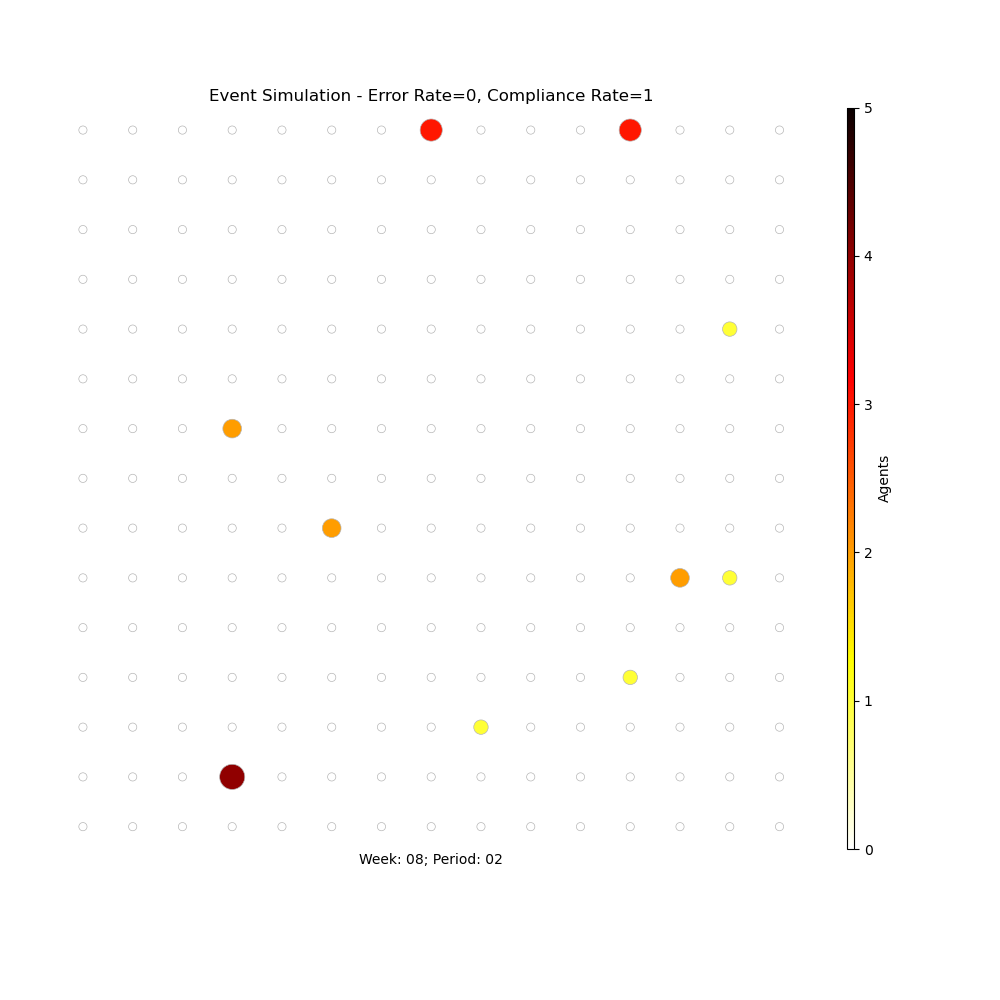 Event Simulation - Error Rate=0, Compliance Rate=1
5
4
3
2
1
0
Agents
Week: 08; Period: 02